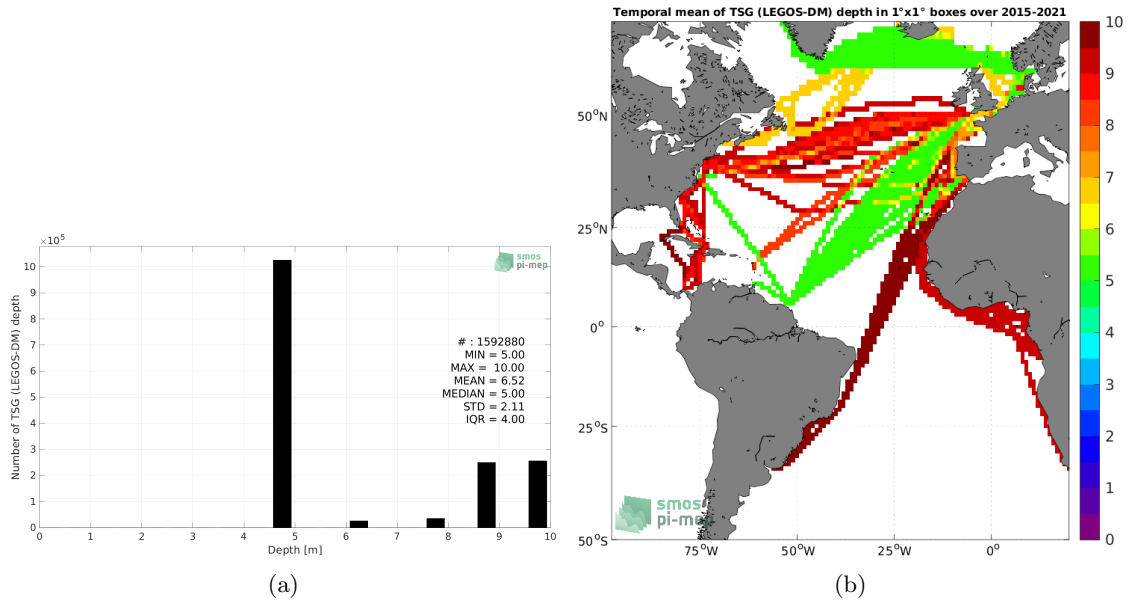 ×10⁵
10
9
8
7
6
5
4
3
2
1
0
Number of TSG (LEGOS-DM) depth
smos
pi-mep
# : 1592880
MIN = 5.00
MAX = 10.00
MEAN = 6.52
MEDIAN = 5.00
STD = 2.11
IQR = 4.00
0 1 2 3 4 5 6 7 8 9 10
Depth [m]
(a)
Temporal mean of TSG (LEGOS-DM) depth in 1°x1° boxes over 2015-2021
50°N
25°N
0°
25°S
50°S
75°W 50°W 25°W 0°
smos
pi-mep
10
9
8
7
6
5
4
3
2
1
0
(b)